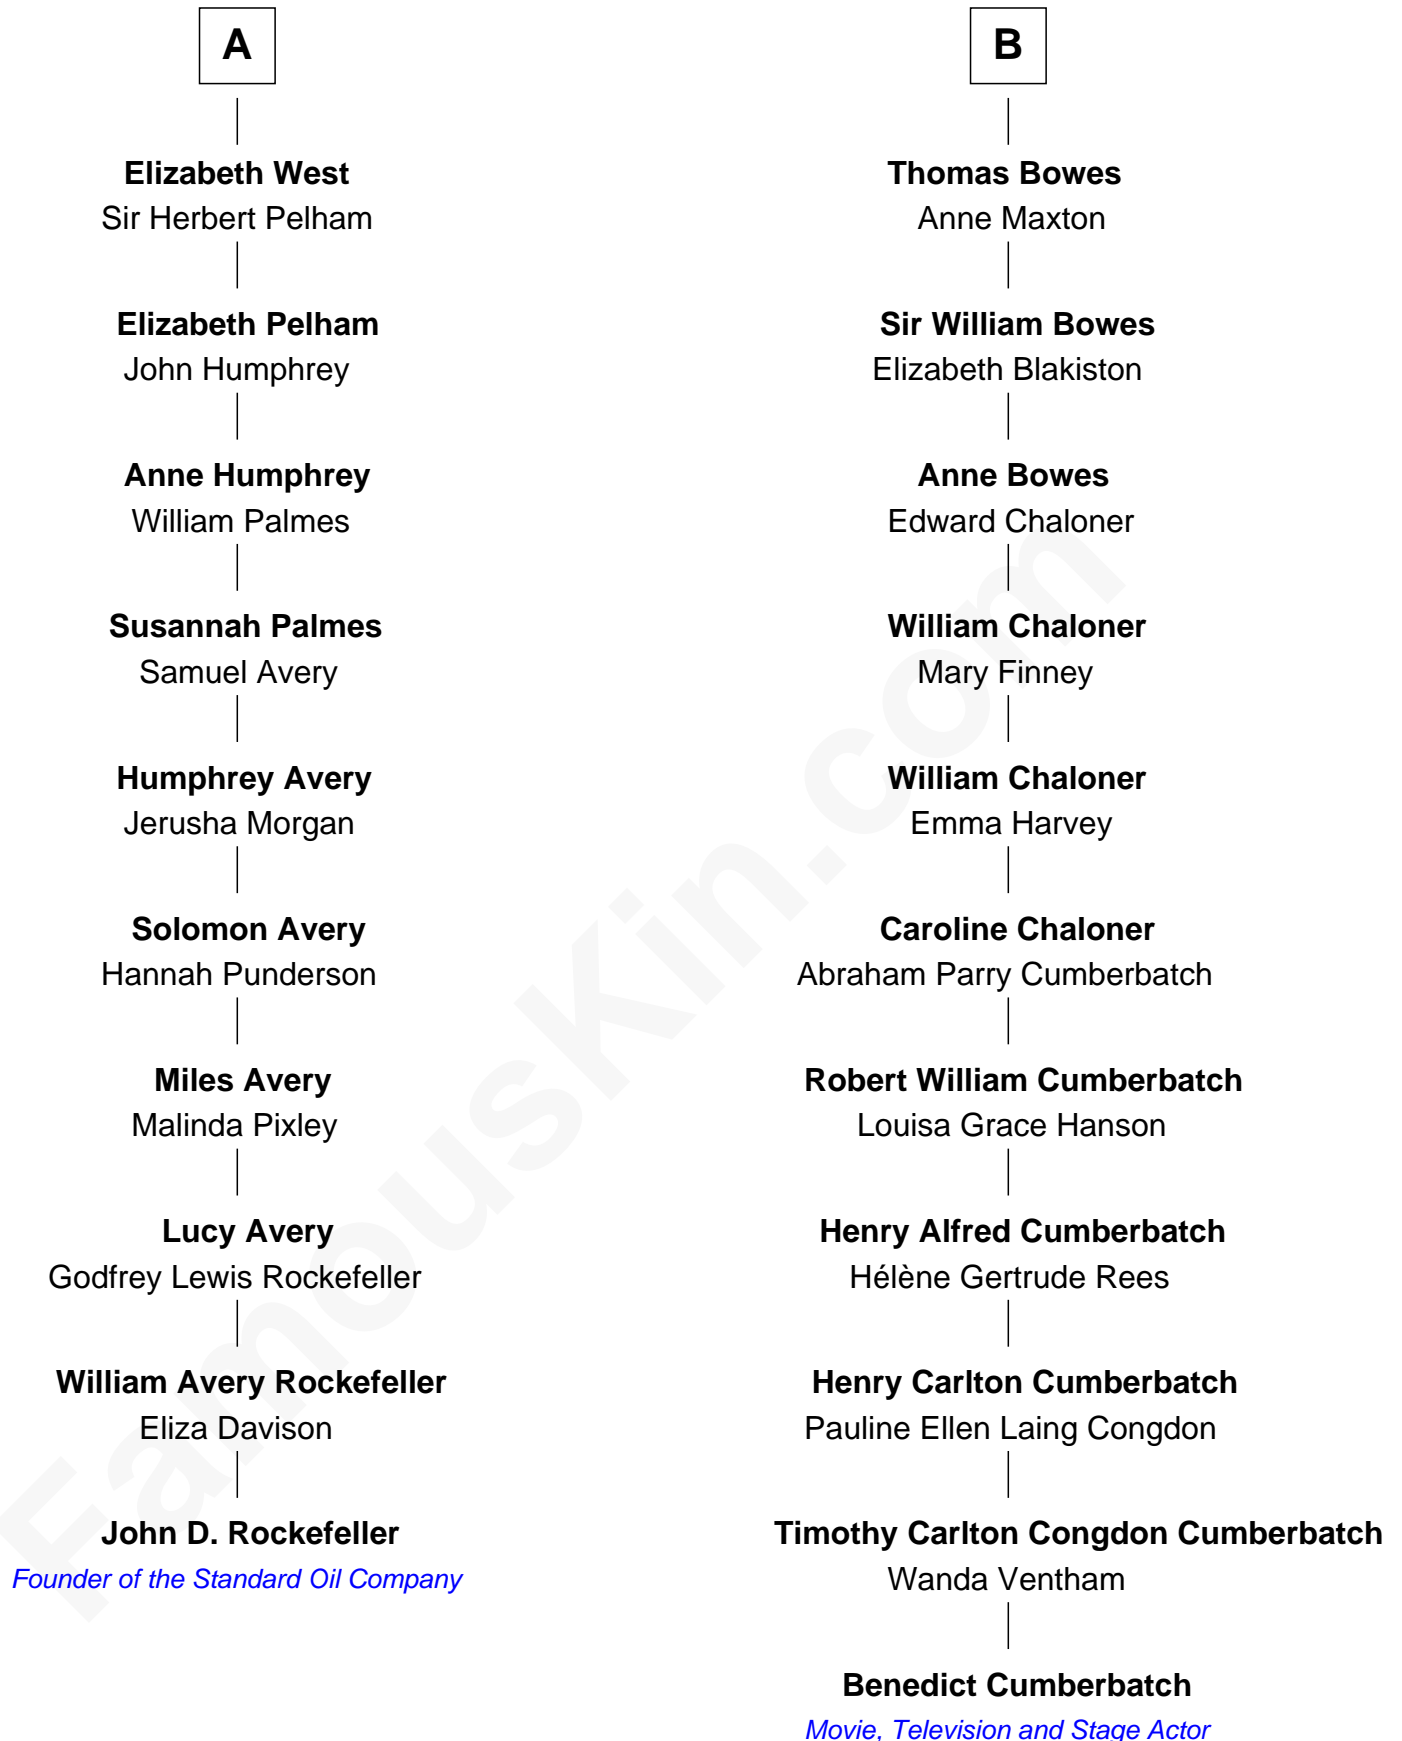 A
Elizabeth West
Sir Herbert Pelham
Elizabeth Pelham
John Humphrey
Anne Humphrey
William Palmes
Susannah Palmes
Samuel Avery
Humphrey Avery
Jerusha Morgan
Solomon Avery
Hannah Punderson
Miles Avery
Malinda Pixley
Lucy Avery
Godfrey Lewis Rockefeller
William Avery Rockefeller
Eliza Davison
John D. Rockefeller
Founder of the Standard Oil Company
B
Thomas Bowes
Anne Maxton
Sir William Bowes
Elizabeth Blakiston
Anne Bowes
Edward Chaloner
William Chaloner
Mary Finney
William Chaloner
Emma Harvey
Caroline Chaloner
Abraham Parry Cumberbatch
Robert William Cumberbatch
Louisa Grace Hanson
Henry Alfred Cumberbatch
Hélène Gertrude Rees
Henry Carlton Cumberbatch
Pauline Ellen Laing Congdon
Timothy Carlton Congdon Cumberbatch
Wanda Ventham
Benedict Cumberbatch
Movie, Television and Stage Actor
FamousKin.com